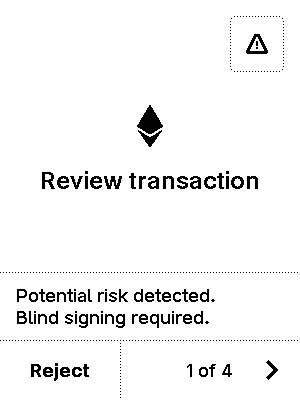 Review transaction
Potential risk detected.
Blind signing required.
Reject
1 of 4